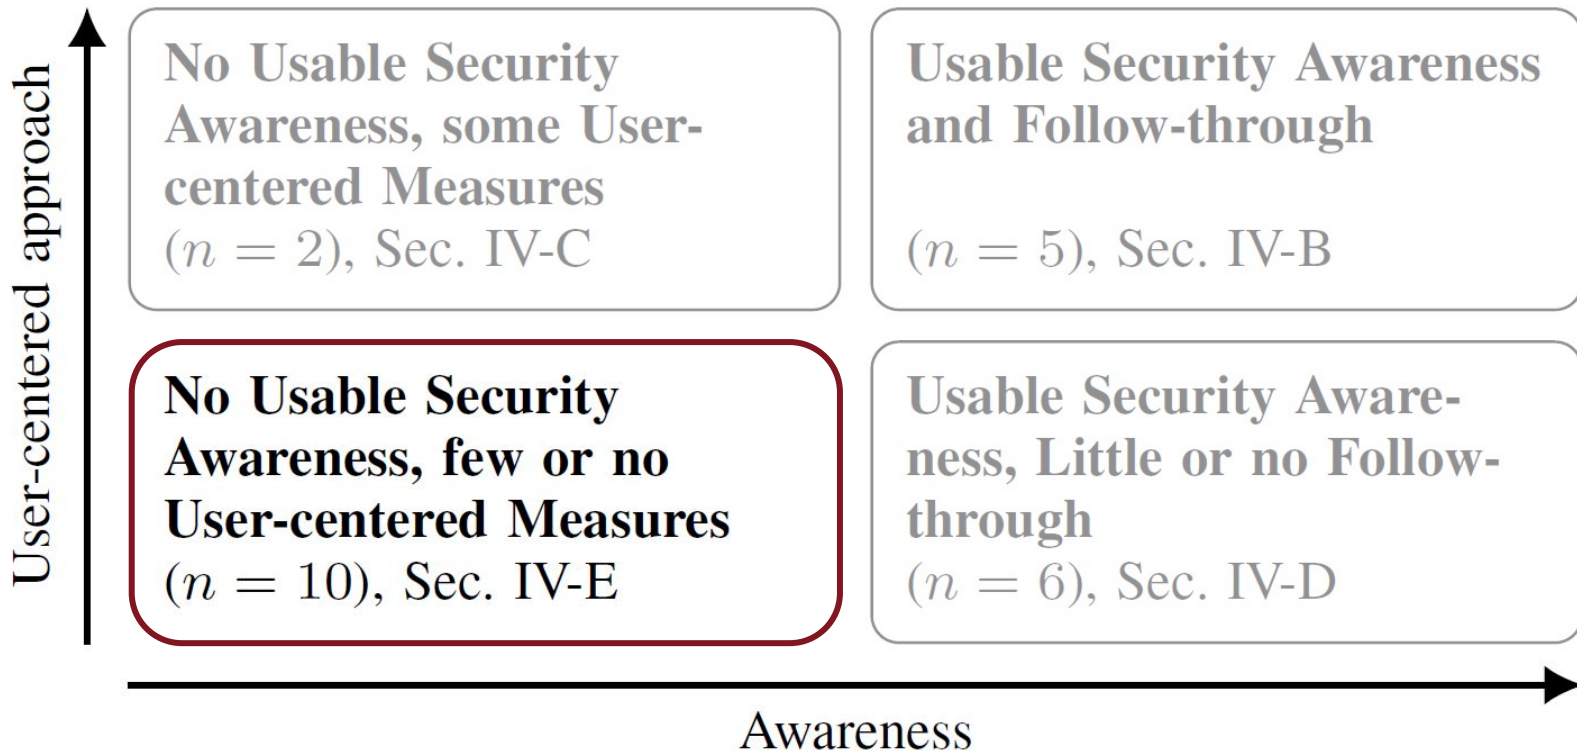 User-centered approach
No Usable Security
Awareness, some User-
centered Measures
(n = 2), Sec. IV-C
Usable Security Awareness
and Follow-through
(n = 5), Sec. IV-B
No Usable Security
Awareness, few or no
User-centered Measures
(n = 10), Sec. IV-E
Usable Security Aware-
ness, Little or no Follow-
through
(n = 6), Sec. IV-D
Awareness